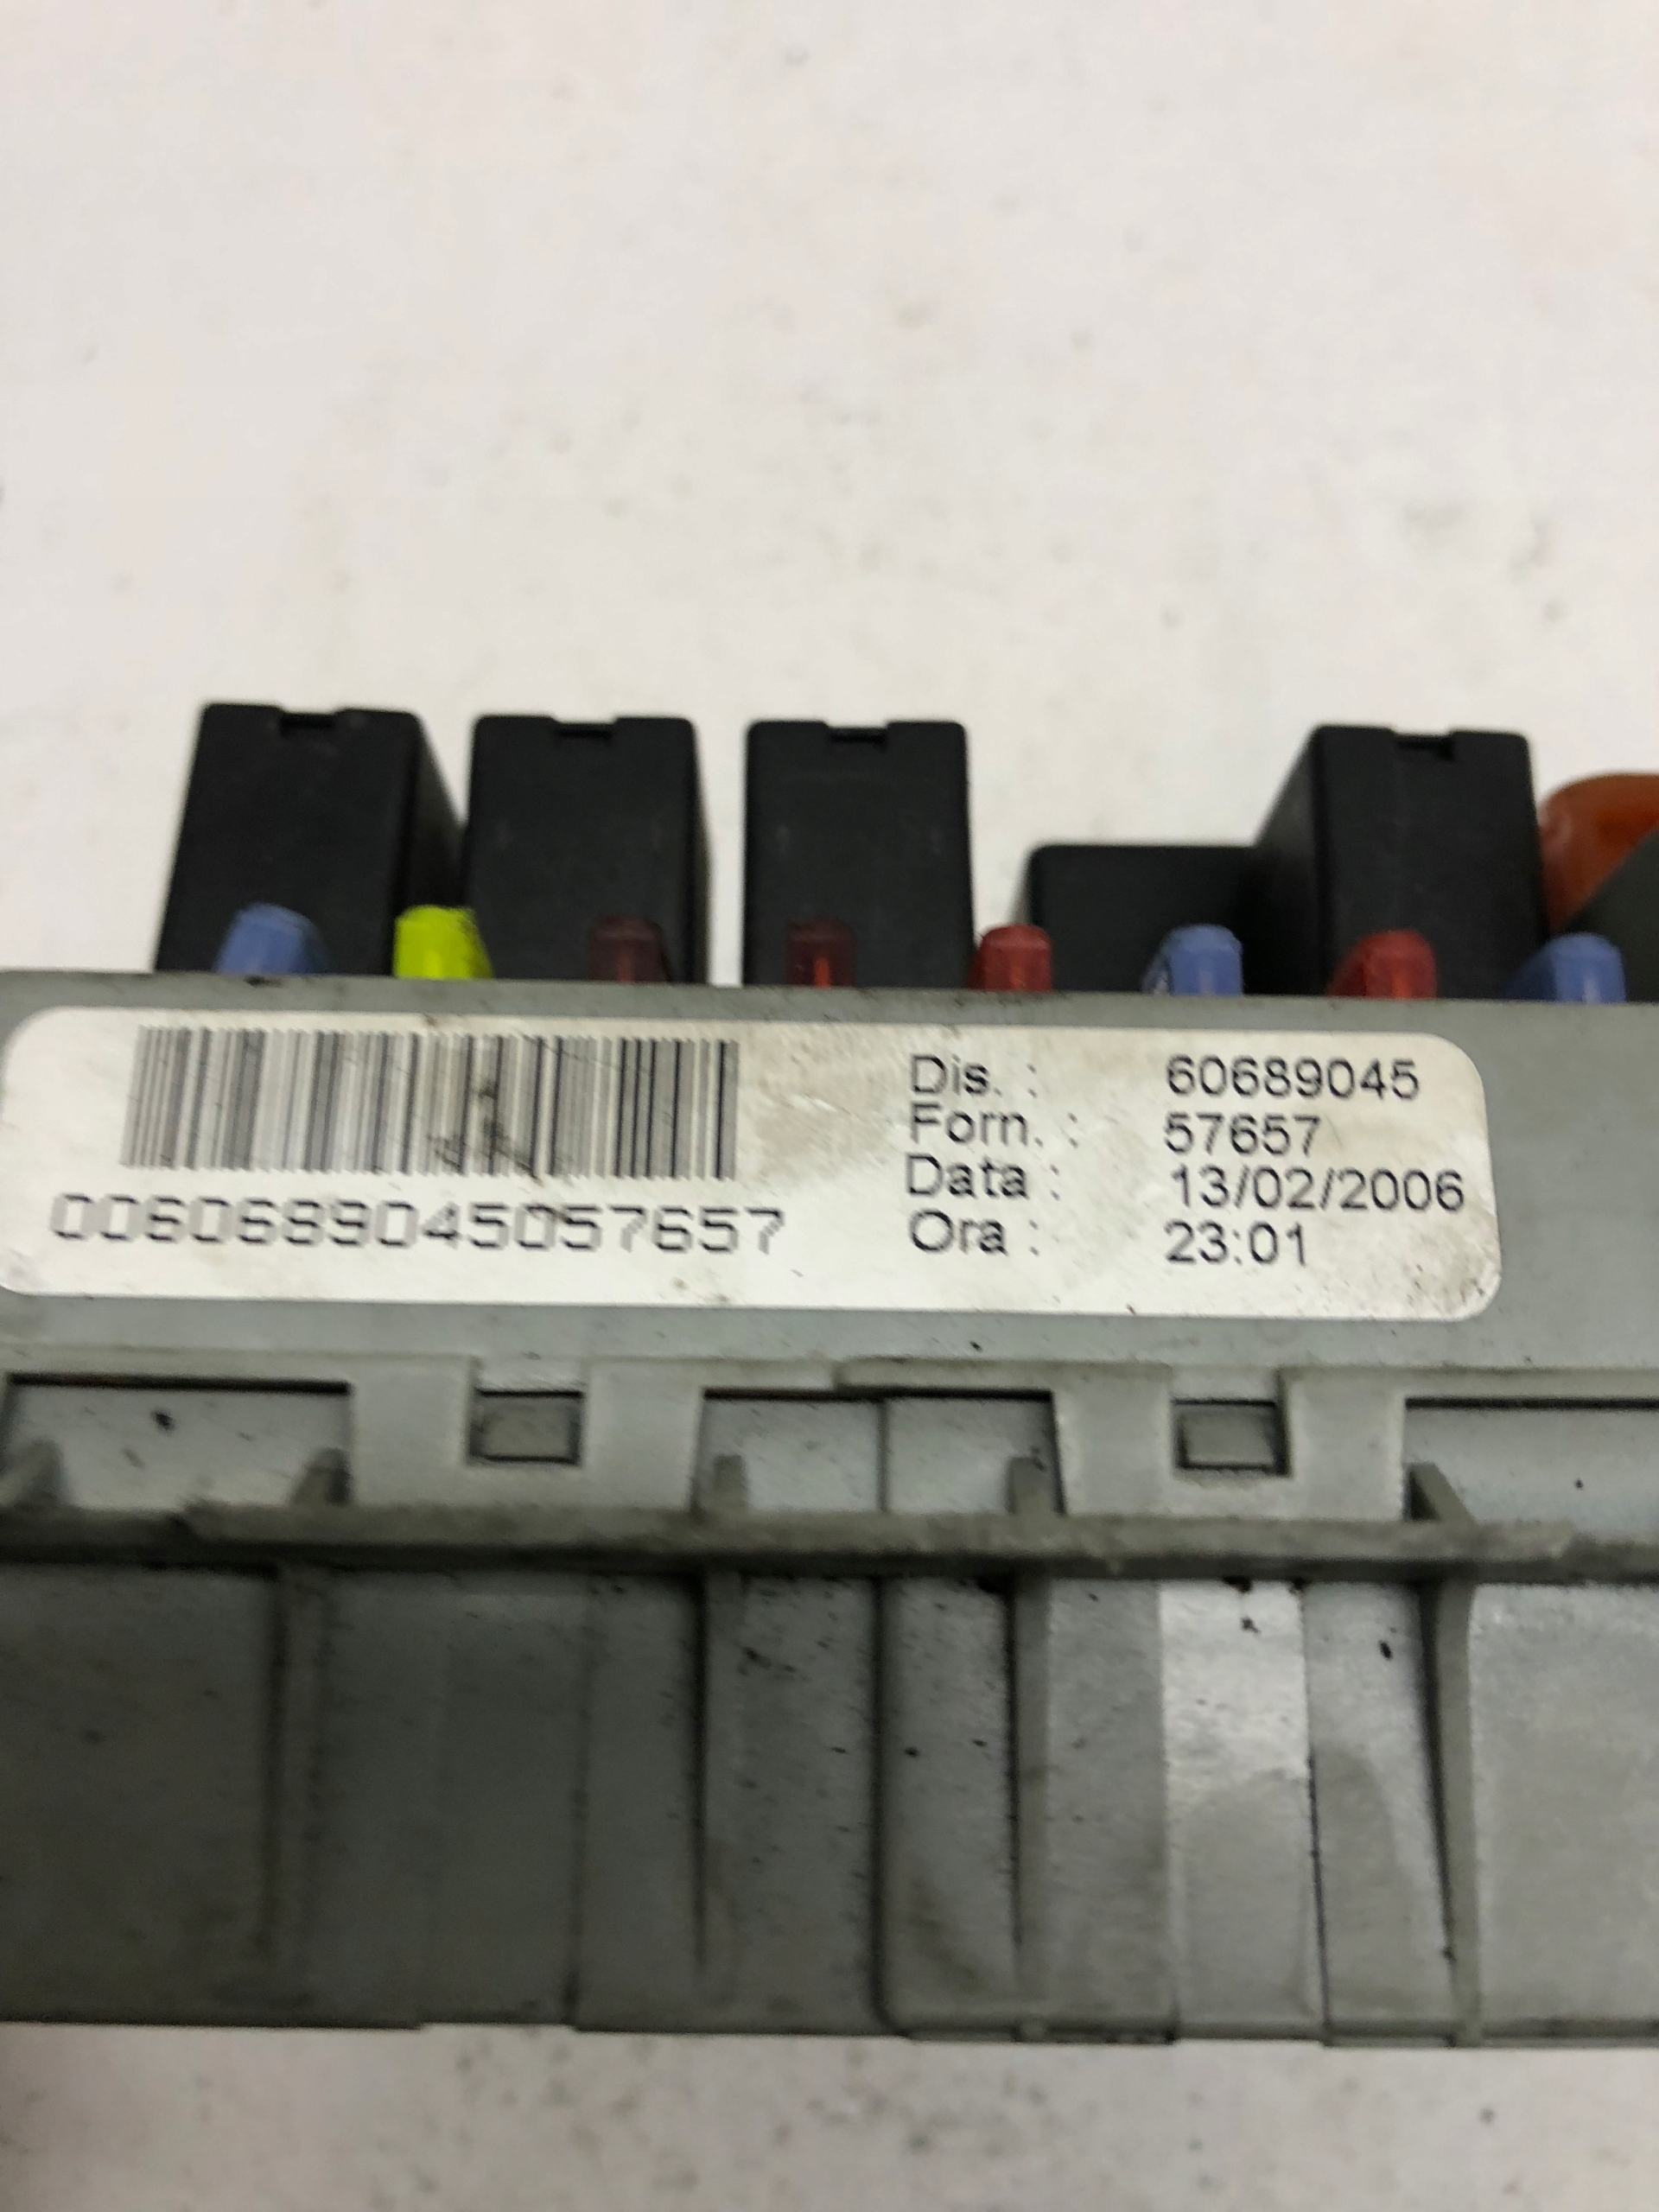 Dis. : 60689045
Forn. : 57657
Data : 13/02/2006
Ora : 23:01
0060689045057657